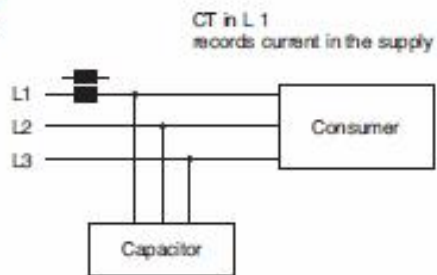 CT in L 1
records current in the supply
L1
L2
Consumer
L3
Capacitor